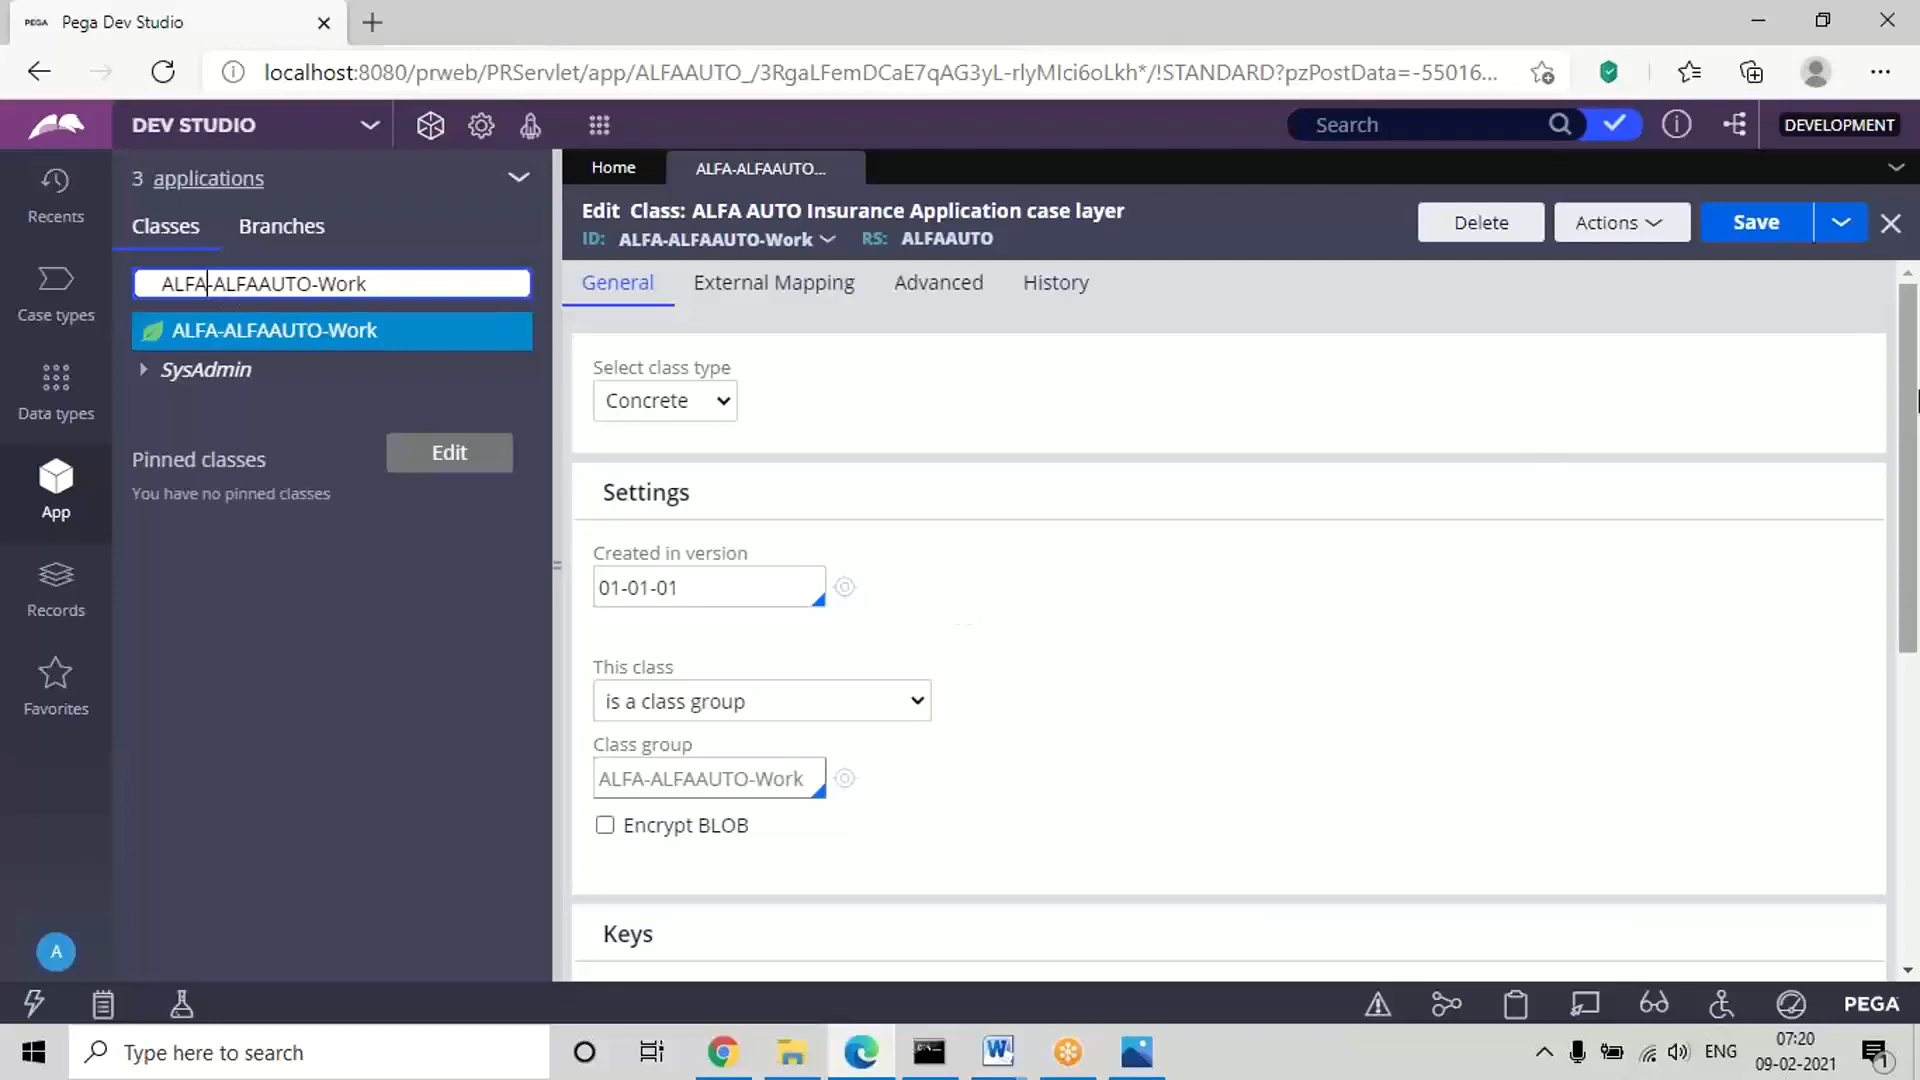 PEGA Pega Dev Studio
localhost:8080/prweb/PRServlet/app/ALFAAUTO_/3RgaLFemDCaE7qAG3yL-rlyMIci6oLkh*/!STANDARD?pzPostData=-55016...
DEV STUDIO
Search
DEVELOPMENT
Recents
Case types
Data types
App
Records
Favorites
A
3 applications
Classes Branches
ALFA-ALFAAUTO-Work
ALFA-ALFAAUTO-Work
SysAdmin
Pinned classes Edit
You have no pinned classes
Home ALFA-ALFAAUTO...
Edit Class: ALFA AUTO Insurance Application case layer
ID: ALFA-ALFAAUTO-Work RS: ALFAAUTO
Delete Actions Save
General External Mapping Advanced History
Select class type
Concrete
Settings
Created in version
01-01-01
This class
is a class group
Class group
ALFA-ALFAAUTO-Work
Encrypt BLOB
Keys
PEGA
Type here to search
ENG
07:20
09-02-2021
1